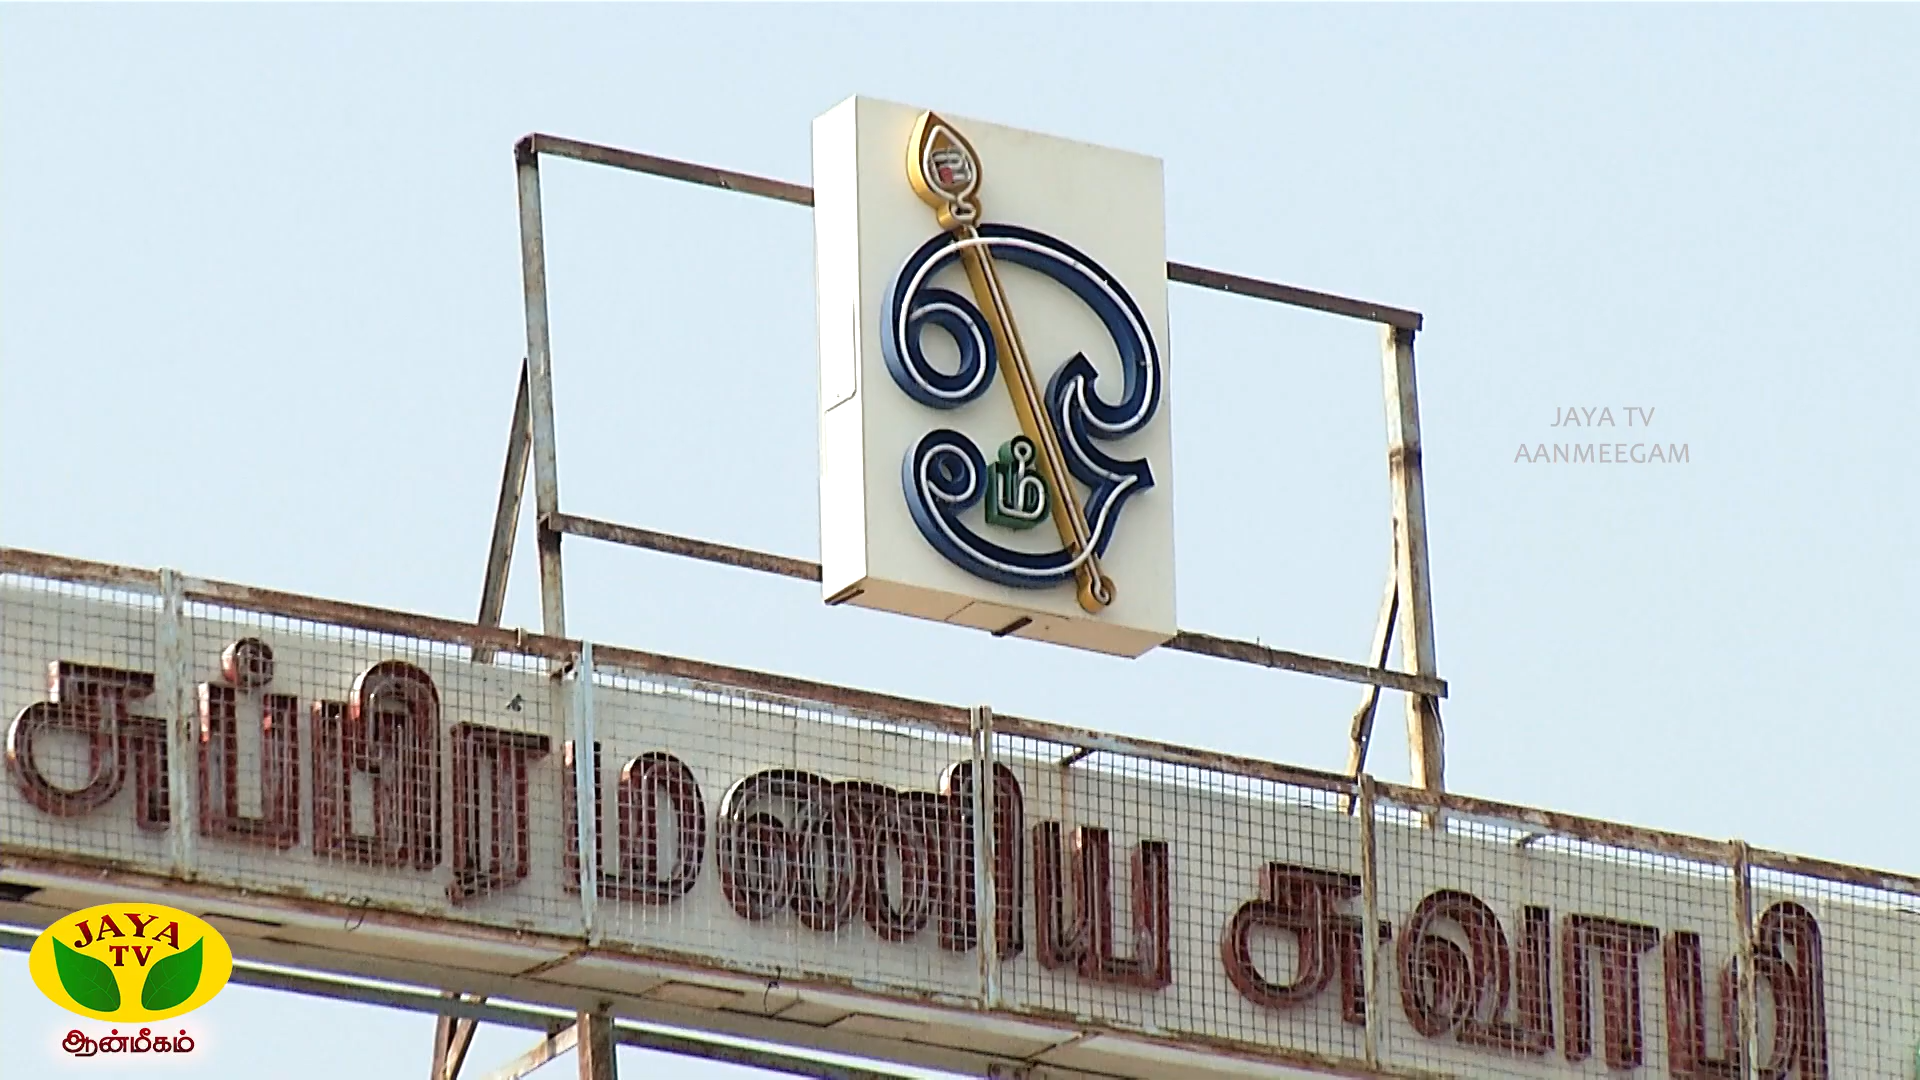 ஓம்
சுப்பிரமணிய சுவாமி
JAYA TV
AANMEEGAM
JAYA
TV
ஆன்மீகம்